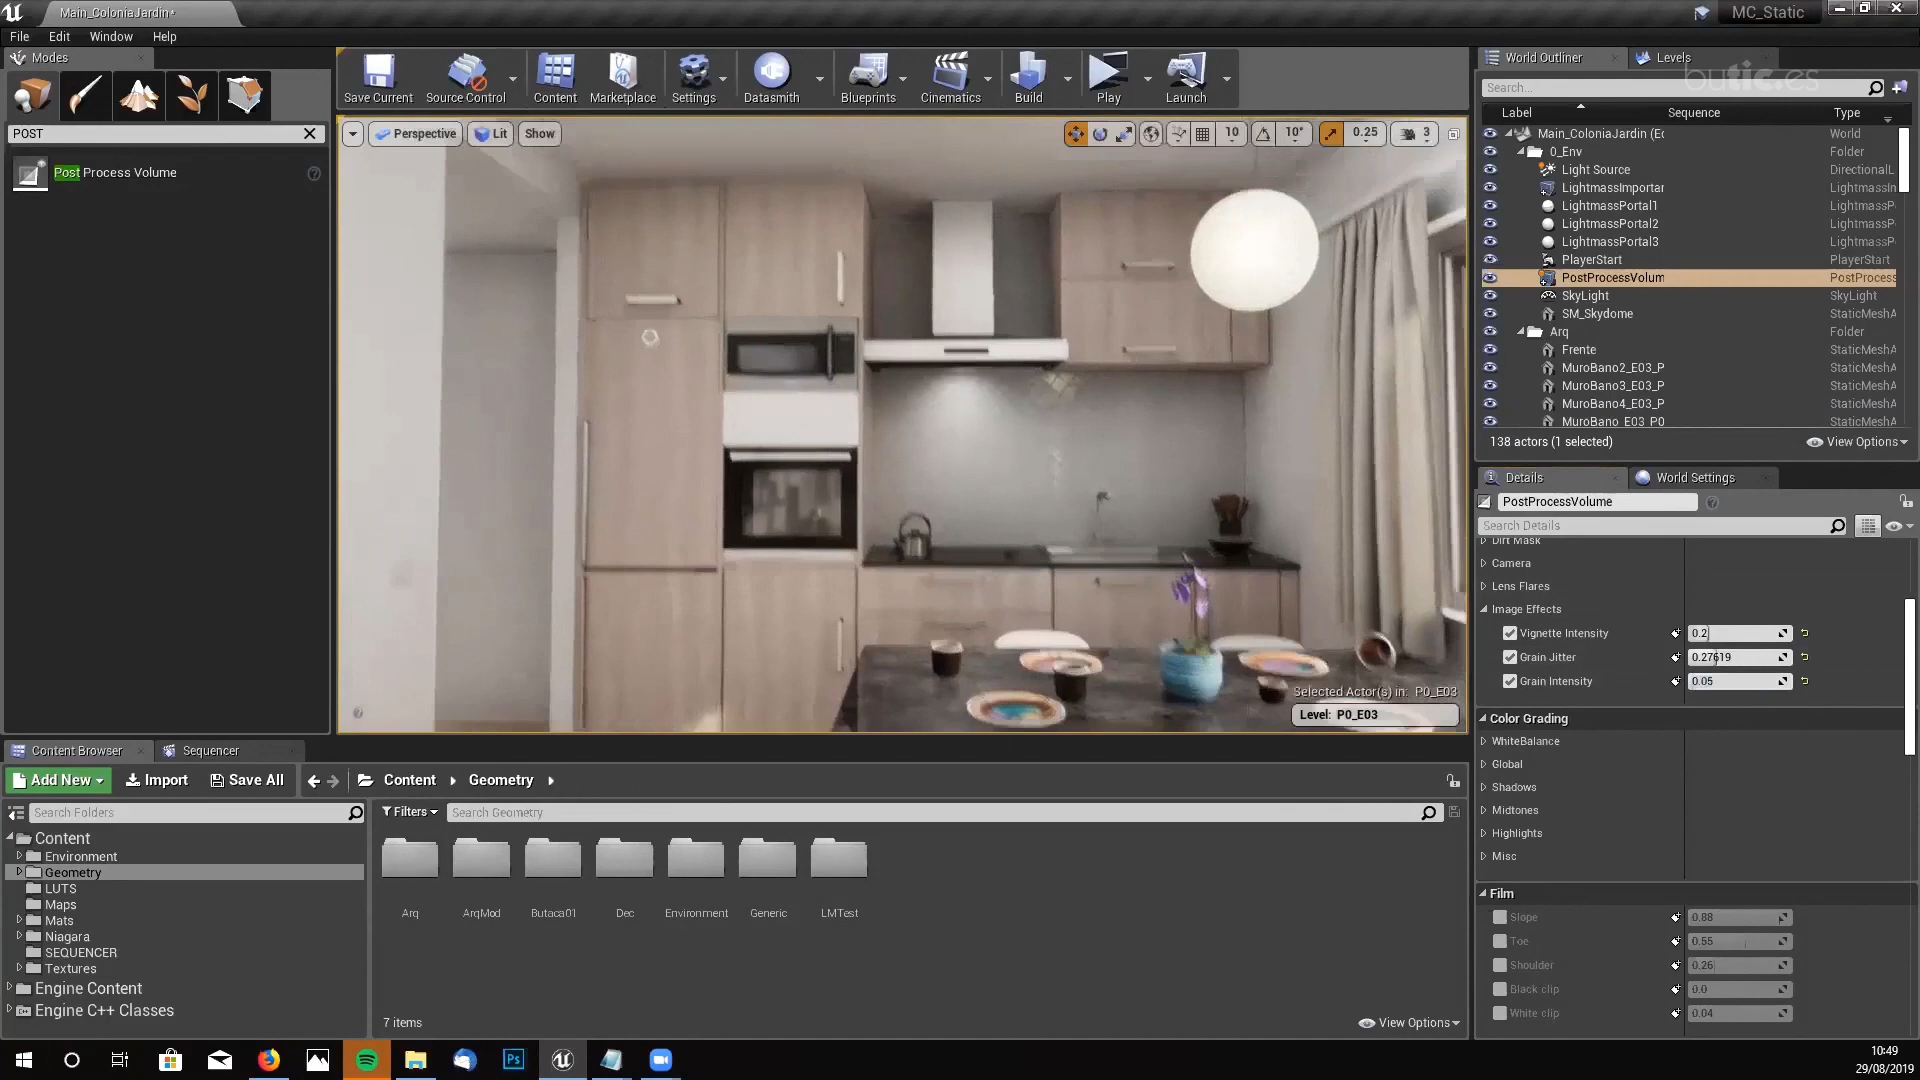 Main_ColoniaJardin*
MC_Static
File Edit Window Help
Modes
POST
Post Process Volume
Save Current
Source Control
Content
Marketplace
Settings
Datasmith
Blueprints
Cinematics
Build
Play
Launch
Perspective
Lit
Show
10
10°
0.25
3
Selected Actor(s) in: P0_E03
Level: P0_E03
World Outliner
Levels
butic.es
Search...
Label Sequence Type
Main_ColoniaJardin (Ec World
0_Env Folder
Light Source DirectionalL
LightmassImportar LightmassIn
LightmassPortal1 LightmassP
LightmassPortal2 LightmassP
LightmassPortal3 LightmassP
PlayerStart PlayerStart
PostProcessVolum PostProcess
SkyLight SkyLight
SM_Skydome StaticMeshA
Arq Folder
Frente StaticMeshA
MuroBano2_E03_P StaticMeshA
MuroBano3_E03_P StaticMeshA
MuroBano4_E03_P StaticMeshA
MuroBano_E03_P0 StaticMeshA
138 actors (1 selected)
View Options
Details
World Settings
PostProcessVolume
Search Details
Dirt Mask
Camera
Lens Flares
Image Effects
Vignette Intensity 0.2
Grain Jitter 0.27619
Grain Intensity 0.05
Color Grading
WhiteBalance
Global
Shadows
Midtones
Highlights
Misc
Film
Slope 0.88
Toe 0.55
Shoulder 0.26
Black clip 0.0
White clip 0.04
Content Browser
Sequencer
Add New
Import
Save All
Content
Geometry
Search Folders
Filters
Search Geometry
Content
Environment
Geometry
LUTS
Maps
Mats
Niagara
SEQUENCER
Textures
Engine Content
Engine C++ Classes
Arq
ArqMod
Butaca01
Dec
Environment
Generic
LMTest
7 items
View Options
Ps
10:49
29/08/2019